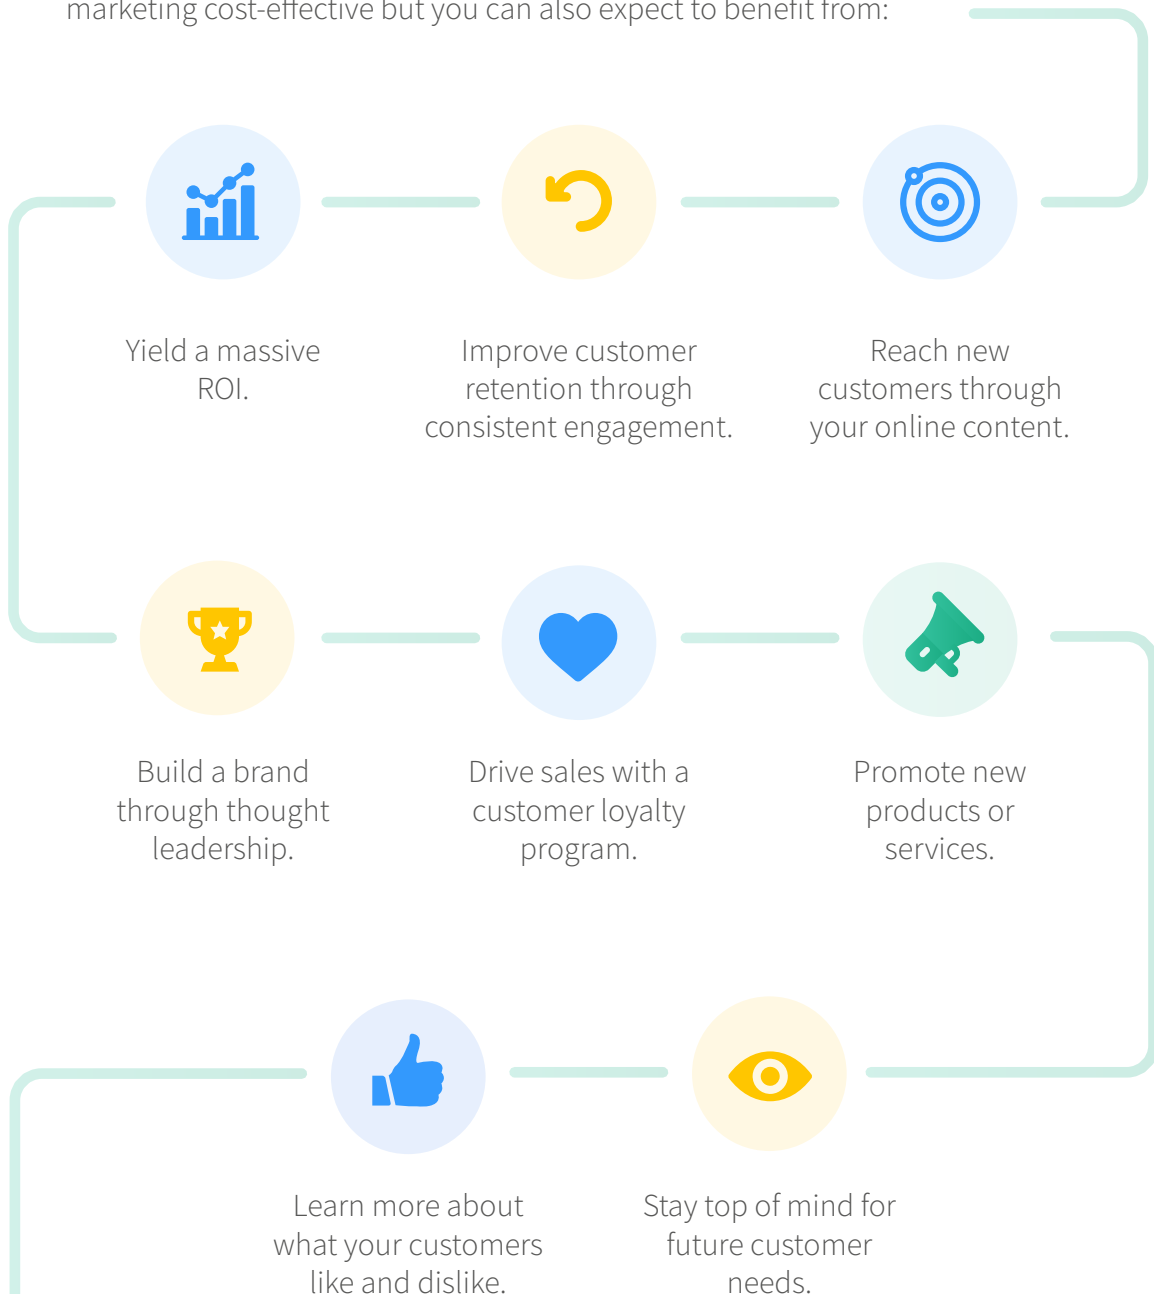 marketing cost-effective but you can also expect to benefit from:
Yield a massive
ROI.
Improve customer
retention through
consistent engagement.
Reach new
customers through
your online content.
Build a brand
through thought
leadership.
Drive sales with a
customer loyalty
program.
Promote new
products or
services.
Learn more about
what your customers
like and dislike.
Stay top of mind for
future customer
needs.